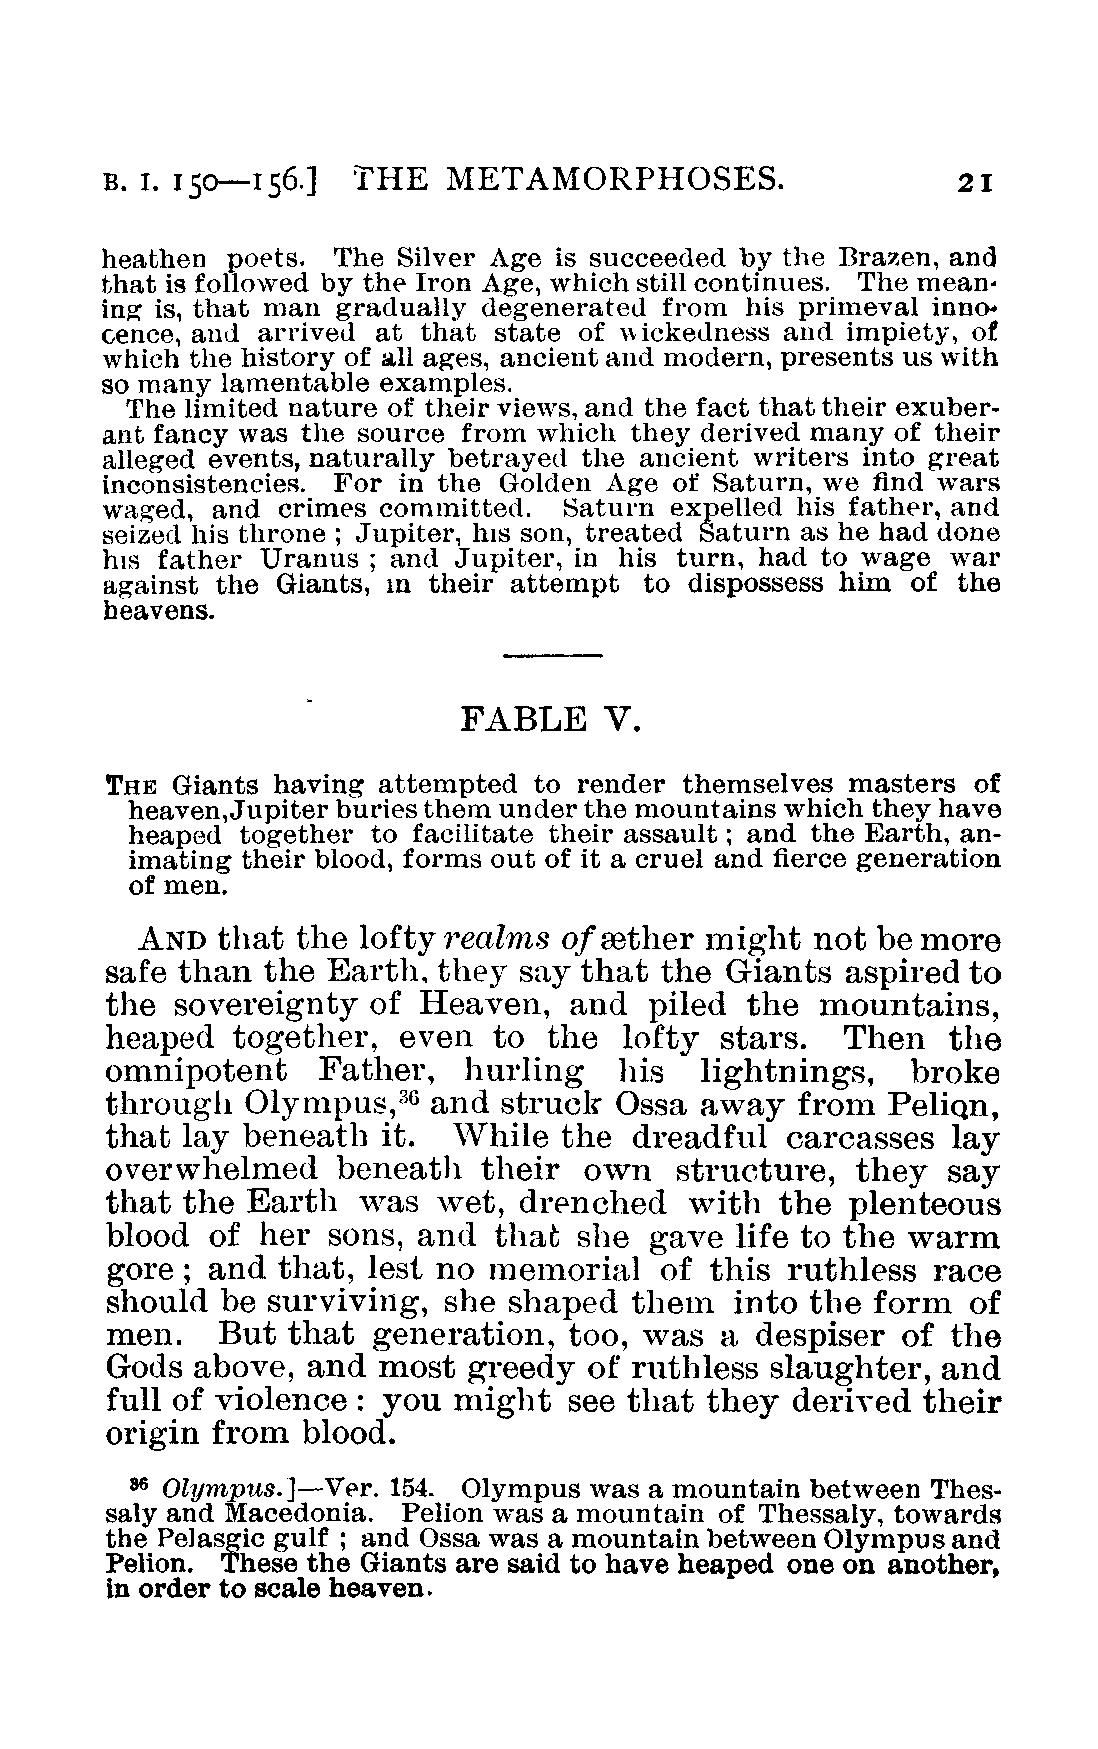 B. I. 150—156.] THE METAMORPHOSES. 21
heathen poets. The Silver Age is succeeded by the Brazen, and
that is followed by the Iron Age, which still continues. The mean-
ing is, that man gradually degenerated from his primeval inno-
cence, and arrived at that state of wickedness and impiety, of
which the history of all ages, ancient and modern, presents us with
so many lamentable examples.
The limited nature of their views, and the fact that their exuber-
ant fancy was the source from which they derived many of their
alleged events, naturally betrayed the ancient writers into great
inconsistencies. For in the Golden Age of Saturn, we find wars
waged, and crimes committed. Saturn expelled his father, and
seized his throne ; Jupiter, his son, treated Saturn as he had done
his father Uranus ; and Jupiter, in his turn, had to wage war
against the Giants, in their attempt to dispossess him of the
heavens.
FABLE V.
THE Giants having attempted to render themselves masters of
heaven, Jupiter buries them under the mountains which they have
heaped together to facilitate their assault ; and the Earth, an-
imating their blood, forms out of it a cruel and fierce generation
of men.
AND that the lofty realms of æther might not be more
safe than the Earth, they say that the Giants aspired to
the sovereignty of Heaven, and piled the mountains,
heaped together, even to the lofty stars. Then the
omnipotent Father, hurling his lightnings, broke
through Olympus,³⁶ and struck Ossa away from Pelion,
that lay beneath it. While the dreadful carcasses lay
overwhelmed beneath their own structure, they say
that the Earth was wet, drenched with the plenteous
blood of her sons, and that she gave life to the warm
gore ; and that, lest no memorial of this ruthless race
should be surviving, she shaped them into the form of
men. But that generation, too, was a despiser of the
Gods above, and most greedy of ruthless slaughter, and
full of violence : you might see that they derived their
origin from blood.
³⁶ Olympus.]—Ver. 154. Olympus was a mountain between Thes-
saly and Macedonia. Pelion was a mountain of Thessaly, towards
the Pelasgic gulf ; and Ossa was a mountain between Olympus and
Pelion. These the Giants are said to have heaped one on another,
in order to scale heaven.